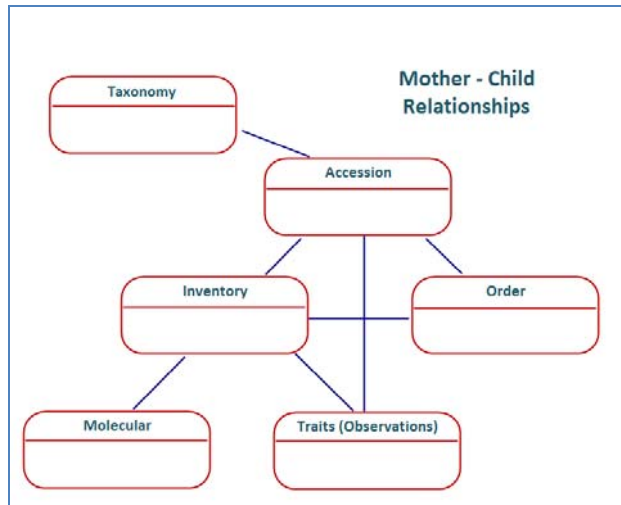 Mother - Child
Relationships
Taxonomy
Accession
Inventory
Order
Molecular
Traits (Observations)